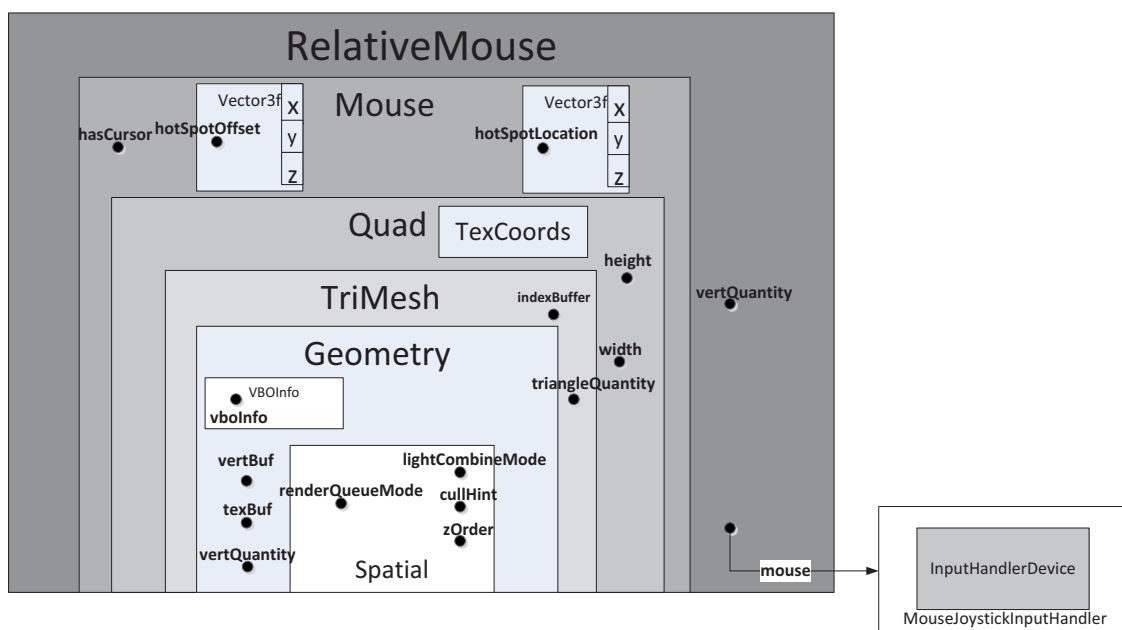 RelativeMouse
Mouse
Vector3f
x
y
z
hotSpotOffset
hasCursor
Vector3f
x
y
z
hotSpotLocation
Quad
TexCoords
height
vertQuantity
TriMesh
indexBuffer
Geometry
width
triangleQuantity
VBOInfo
vboInfo
vertBuf
lightCombineMode
renderQueueMode
cullHint
texBuf
zOrder
vertQuantity
Spatial
mouse
InputHandlerDevice
MouseJoystickInputHandler